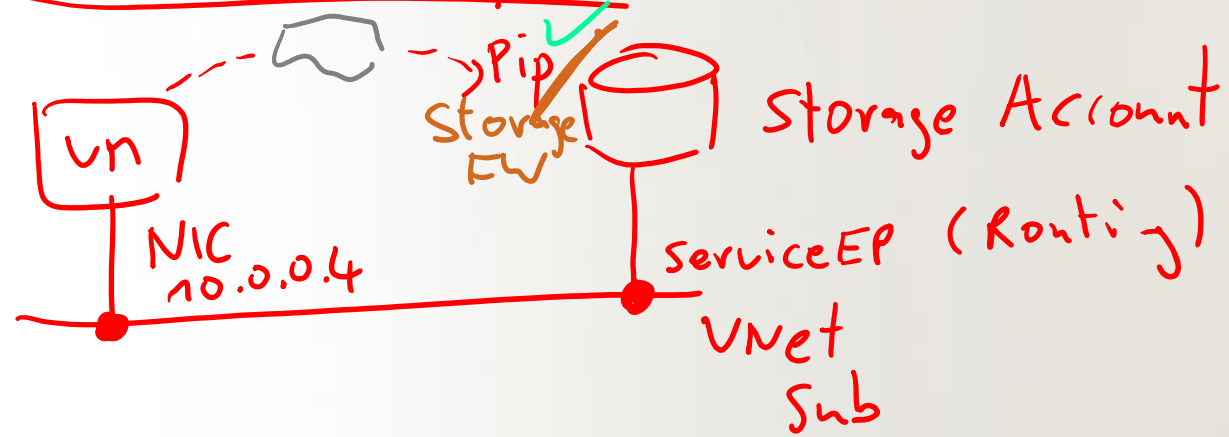 Pip
Storage
FW
Storage Account
vm
NIC
10.0.0.4
serviceEP (Routing)
VNet
Sub